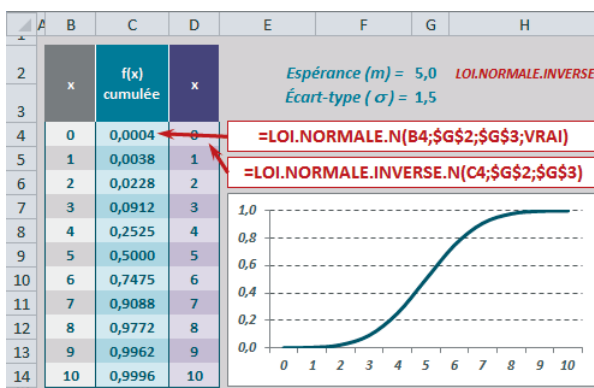 A B C D E F G H
1
2 x f(x) cumulée x Espérance (m) = 5,0 LOI.NORMALE.INVERSE
3 Écart-type ( σ ) = 1,5
4 0 0,0004 0 =LOI.NORMALE.N(B4;$G$2;$G$3;VRAI)
5 1 0,0038 1 =LOI.NORMALE.INVERSE.N(C4;$G$2;$G$3)
6 2 0,0228 2
7 3 0,0912 3
8 4 0,2525 4
9 5 0,5000 5
10 6 0,7475 6
11 7 0,9088 7
12 8 0,9772 8
13 9 0,9962 9
14 10 0,9996 10
1,0
0,8
0,6
0,4
0,2
0,0
0 1 2 3 4 5 6 7 8 9 10